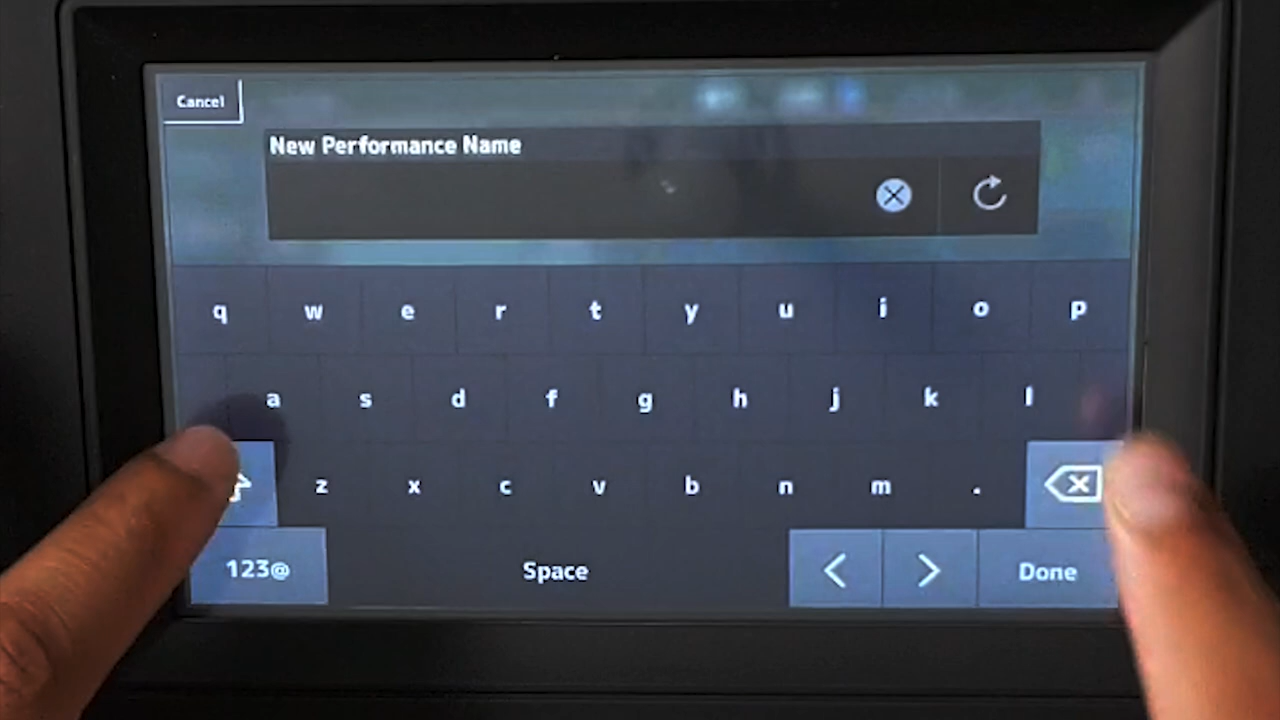 Cancel
New Performance Name
q w e r t y u i o p
a s d f g h j k l
z x c v b n m .
123@ Space < > Done